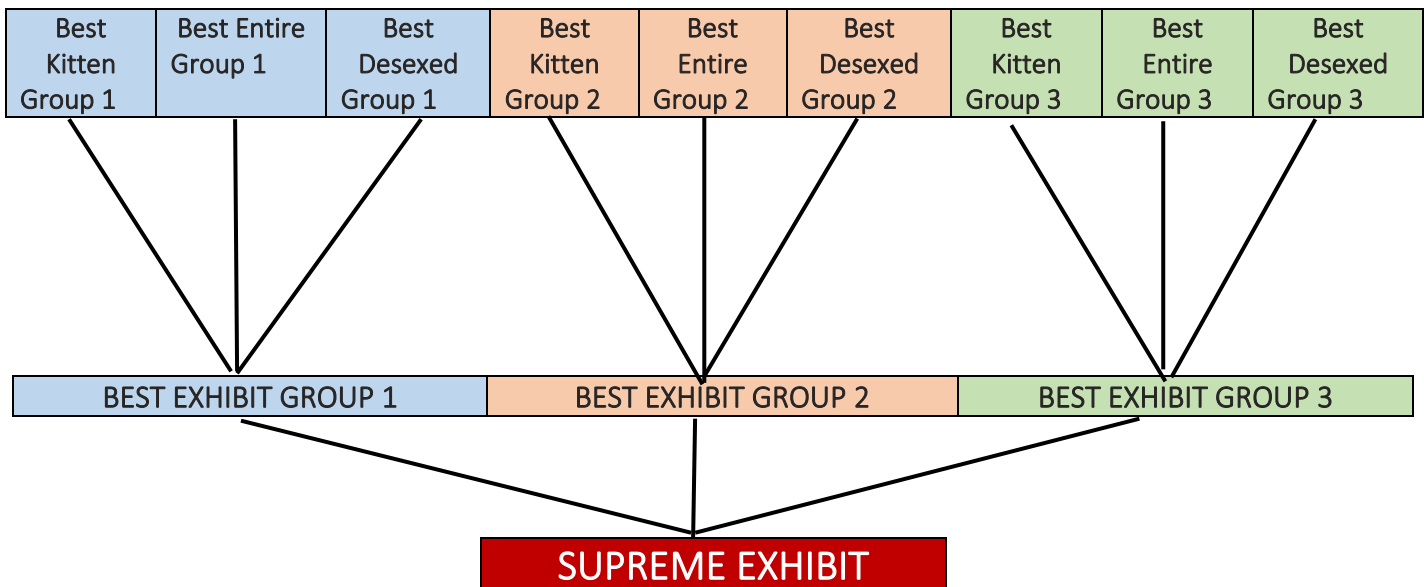 Best
Kitten
Group 1
Best Entire
Group 1
Best
Desexed
Group 1
Best
Kitten
Group 2
Best
Entire
Group 2
Best
Desexed
Group 2
Best
Kitten
Group 3
Best
Entire
Group 3
Best
Desexed
Group 3
BEST EXHIBIT GROUP 1
BEST EXHIBIT GROUP 2
BEST EXHIBIT GROUP 3
SUPREME EXHIBIT